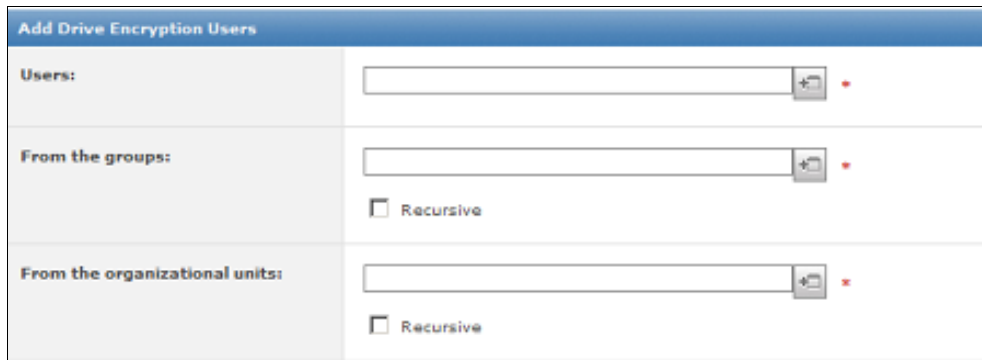 Add Drive Encryption Users
Users:
*
From the groups:
*
Recursive
From the organizational units:
*
Recursive